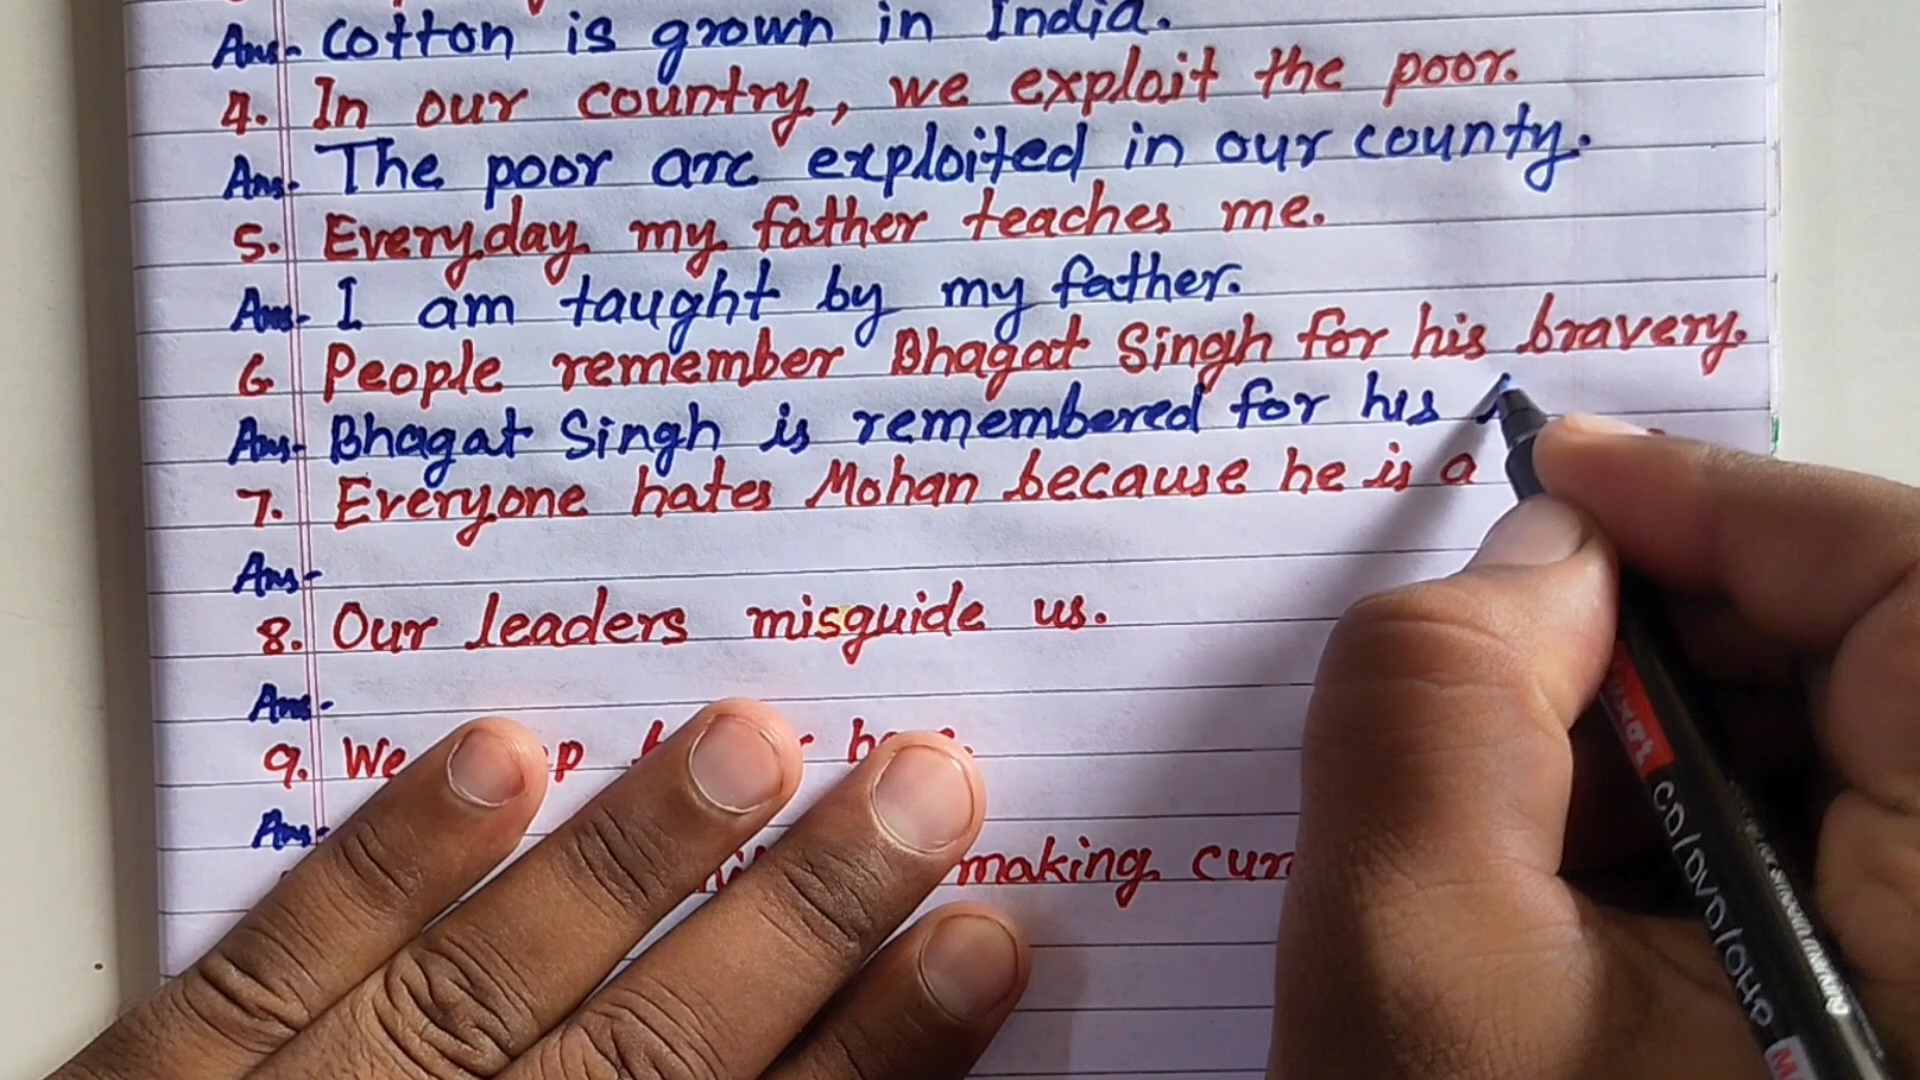 Ans- Cotton is grown in India.
4. In our country, we exploit the poor.
Ans- The poor are exploited in our county.
5. Everyday my father teaches me.
Ans- I am taught by my father.
6 People remember Bhagat Singh for his bravery.
Ans- Bhagat Singh is remembered for his
7. Everyone hates Mohan because he is a
Ans-
8. Our leaders misguide us.
Ans-
9. We
Ans-
making
CD/DVD/OHP